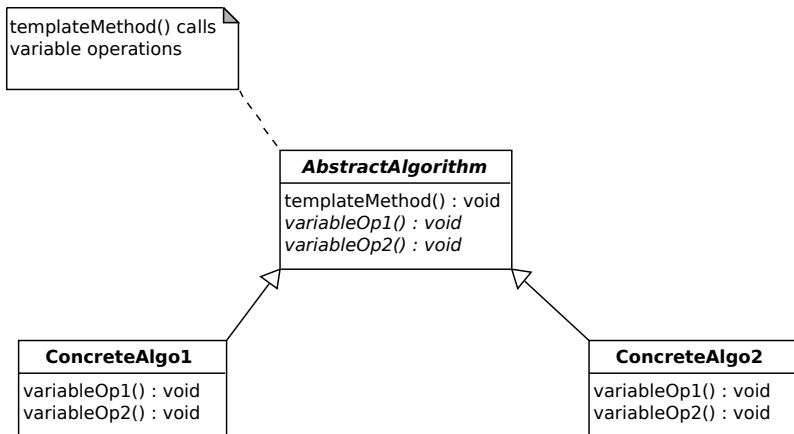 templateMethod() calls
variable operations
AbstractAlgorithm
templateMethod() : void
variableOp1() : void
variableOp2() : void
ConcreteAlgo1
variableOp1() : void
variableOp2() : void
ConcreteAlgo2
variableOp1() : void
variableOp2() : void